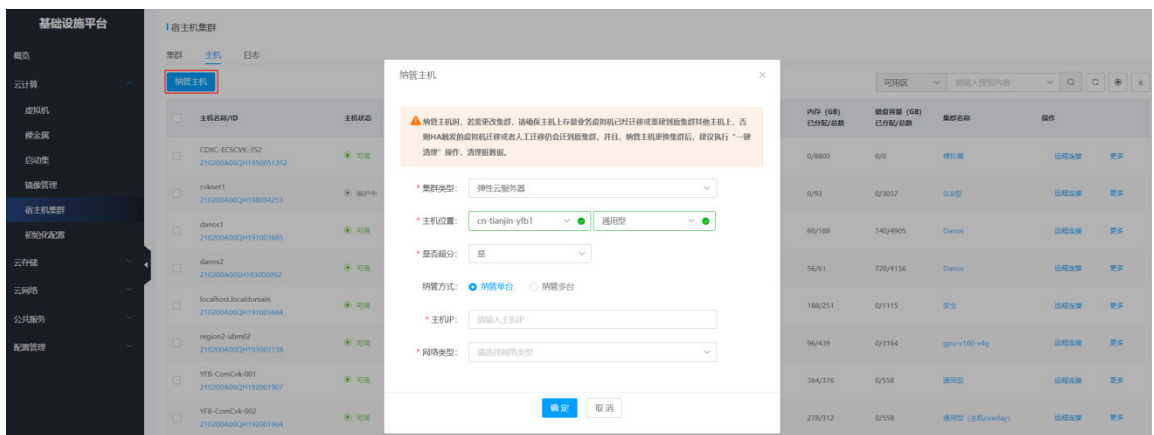 基础设施平台
概览
云计算
虚拟机
裸金属
启动集
镜像管理
宿主机集群
初始化配置
云存储
云网络
公共服务
配置管理
宿主机集群
集群 主机 日志
纳管主机
可用区 请输入搜索内容
主机名称/ID 主机状态 内存 (GB) 已分配/总数 磁盘容量 (GB) 已分配/总数 集群名称 操作
CDXC-ECSCVK-352 可用 0/8800 0/0 模拟器 远程连接 更多
210200A00QH1950051352
cvknet1 维护中 0/93 0/3037 SLB型 远程连接 更多
210200A00QH198004253
danos1 可用 60/188 740/4905 Danos 远程连接 更多
210200A00QH191003685
danos2 可用 56/61 720/4156 Danos 远程连接 更多
210200A00SH193000092
localhost.localdomain 可用 188/251 0/1115 安全 远程连接 更多
210200A00QH191003684
region2-ubm02 可用 96/439 0/3164 gpu-v100-v4g 远程连接 更多
210200A00QH193003138
YFB-ComCvk-001 可用 364/376 0/558 通用型 远程连接 更多
210200A00QH192001907
YFB-ComCvk-002 可用 278/312 0/558 通用型 (主机overlay) 远程连接 更多
210200A00QH192001904
纳管主机
纳管主机时，若需更改集群，请确保主机上存量业务虚拟机已经迁移或重建到原集群其他主机上，否
则HA触发的虚拟机迁移或者人工迁移仍会迁到原集群。并且，纳管主机更换集群后，建议执行“一键
清理”操作，清理脏数据。
* 集群类型: 弹性云服务器
* 主机位置: cn-tianjin-yfb1 通用型
* 是否超分: 是
纳管方式: 纳管单台 纳管多台
* 主机IP: 请输入主机IP
* 网络类型: 请选择网络类型
确定 取消